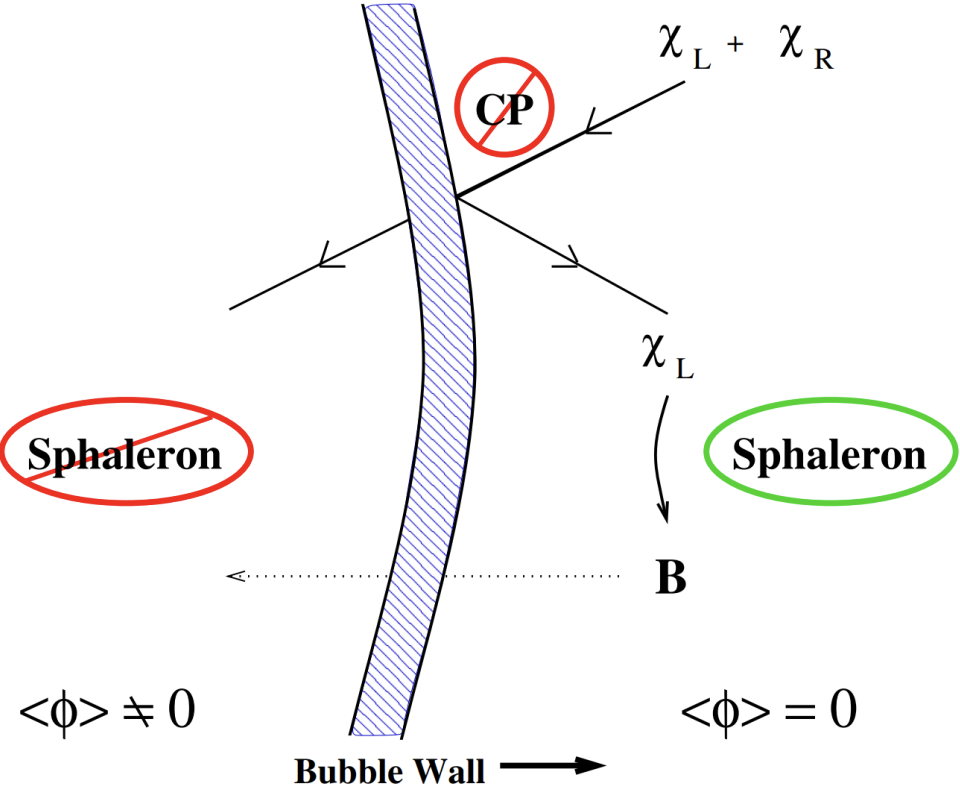 χ L + χ R
CP
χ L
Sphaleron
Sphaleron
B
<ϕ> ≠ 0
<ϕ> = 0
Bubble Wall